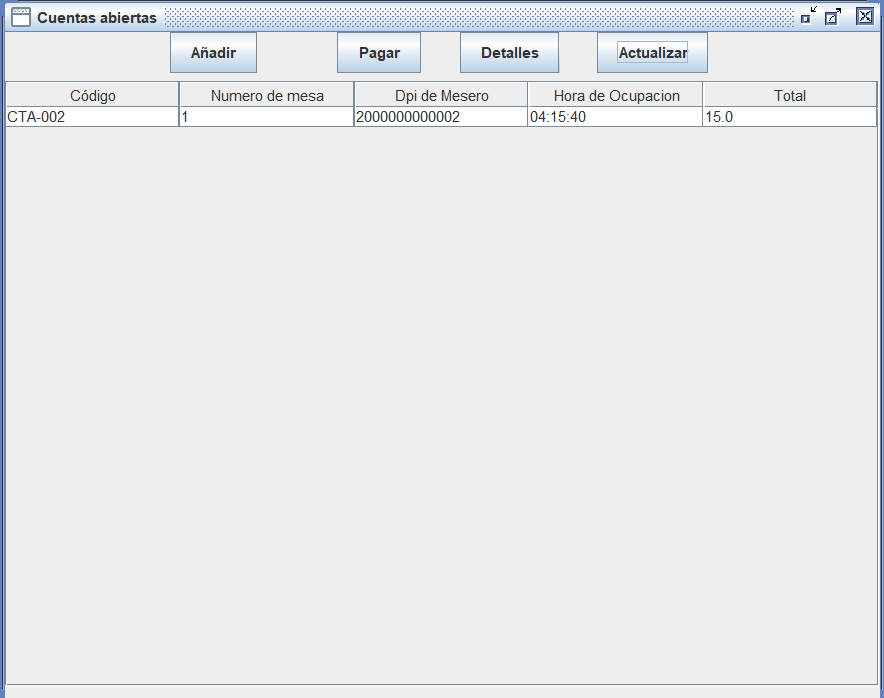 Cuentas abiertas
Añadir Pagar Detalles Actualizar
Código Numero de mesa Dpi de Mesero Hora de Ocupacion Total
CTA-002 1 2000000000002 04:15:40 15.0